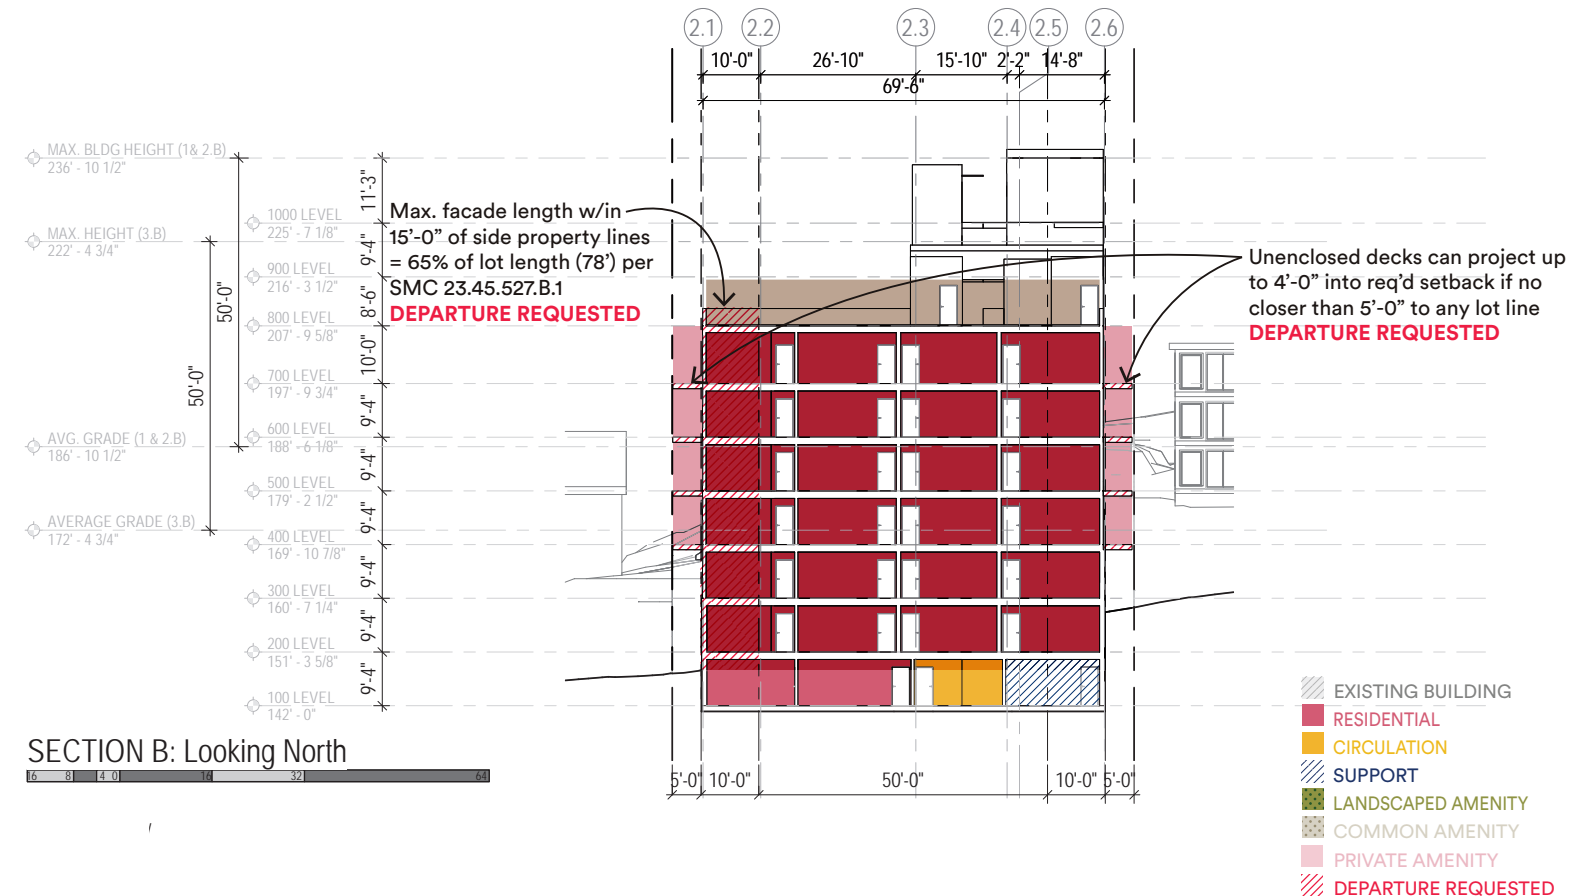 2.1 2.2 2.3 2.4 2.5 2.6
10'-0" 26'-10" 15'-10" 2'-2" 14'-8"
69'-6"
MAX. BLDG HEIGHT (1& 2.B)
236' - 10 1/2"
MAX. HEIGHT (3.B)
222' - 4 3/4"
AVG. GRADE (1 & 2.B)
186' - 10 1/2"
AVERAGE GRADE (3.B)
172' - 4 3/4"
50'-0"
50'-0"
1000 LEVEL
225' - 7 1/8"
900 LEVEL
216' - 3 1/2"
800 LEVEL
207' - 9 5/8"
700 LEVEL
197' - 9 3/4"
600 LEVEL
188' - 6 1/8"
500 LEVEL
179' - 2 1/2"
400 LEVEL
169' - 10 7/8"
300 LEVEL
160' - 7 1/4"
200 LEVEL
151' - 3 5/8"
100 LEVEL
142' - 0"
11'-3"
9'-4"
8'-6"
10'-0"
9'-4"
9'-4"
9'-4"
9'-4"
9'-4"
9'-4"
Max. facade length w/in
15'-0” of side property lines
= 65% of lot length (78’) per
SMC 23.45.527.B.1
DEPARTURE REQUESTED
Unenclosed decks can project up
to 4’-0” into req’d setback if no
closer than 5’-0” to any lot line
DEPARTURE REQUESTED
5'-0" 10'-0" 50'-0" 10'-0" 5'-0"
SECTION B: Looking North
16 8 4 0 16 32 64
EXISTING BUILDING
RESIDENTIAL
CIRCULATION
SUPPORT
LANDSCAPED AMENITY
COMMON AMENITY
PRIVATE AMENITY
DEPARTURE REQUESTED